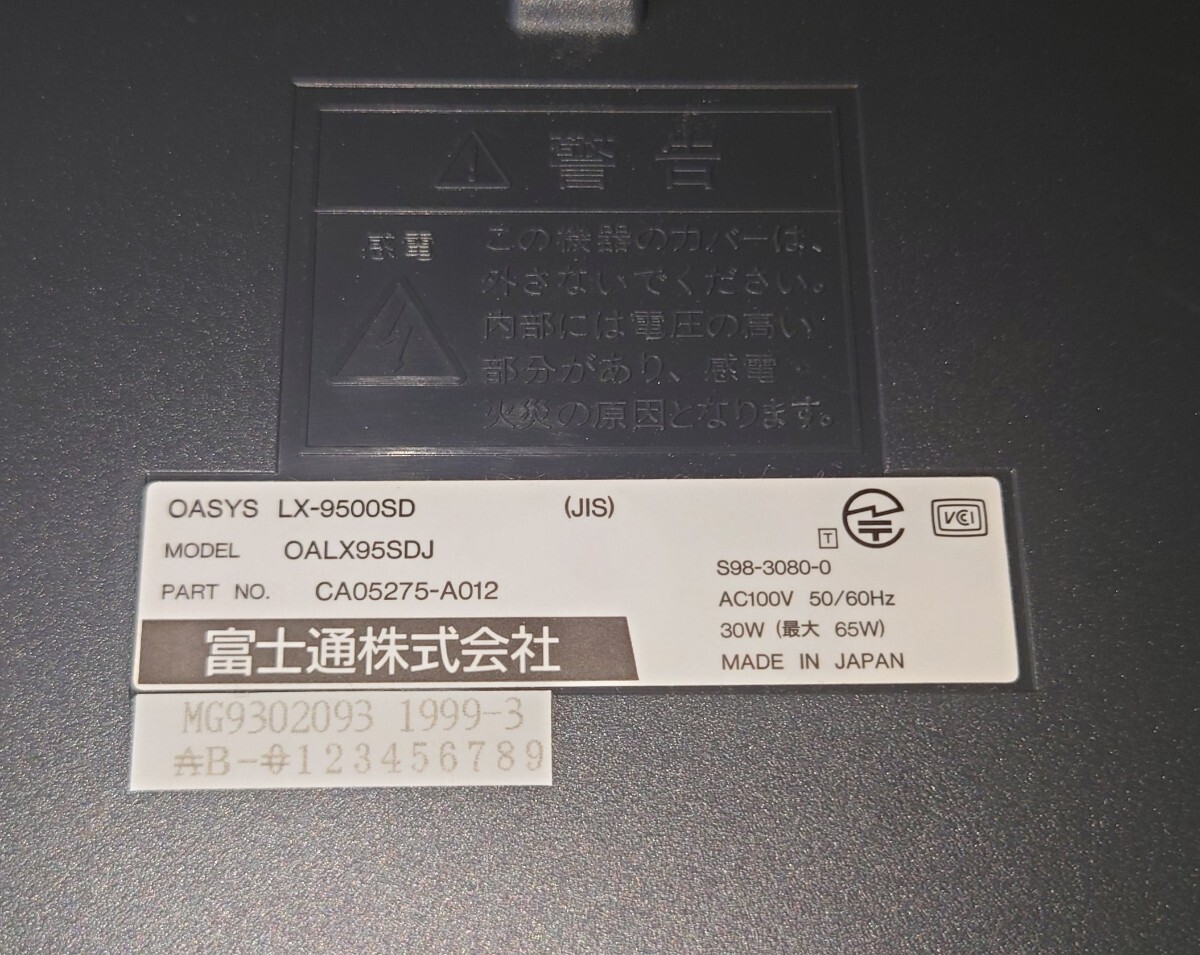 警告
感電
この機器のカバーは、
外さないでください。
内部には電圧の高い
部分があり、感電・
火災の原因となります。
OASYS LX-9500SD (JIS)
MODEL OALX95SDJ
PART NO. CA05275-A012
富士通株式会社
T
VCI
S98-3080-0
AC100V 50/60Hz
30W (最大 65W)
MADE IN JAPAN
MG9302093 1999-3
AB-0123456789